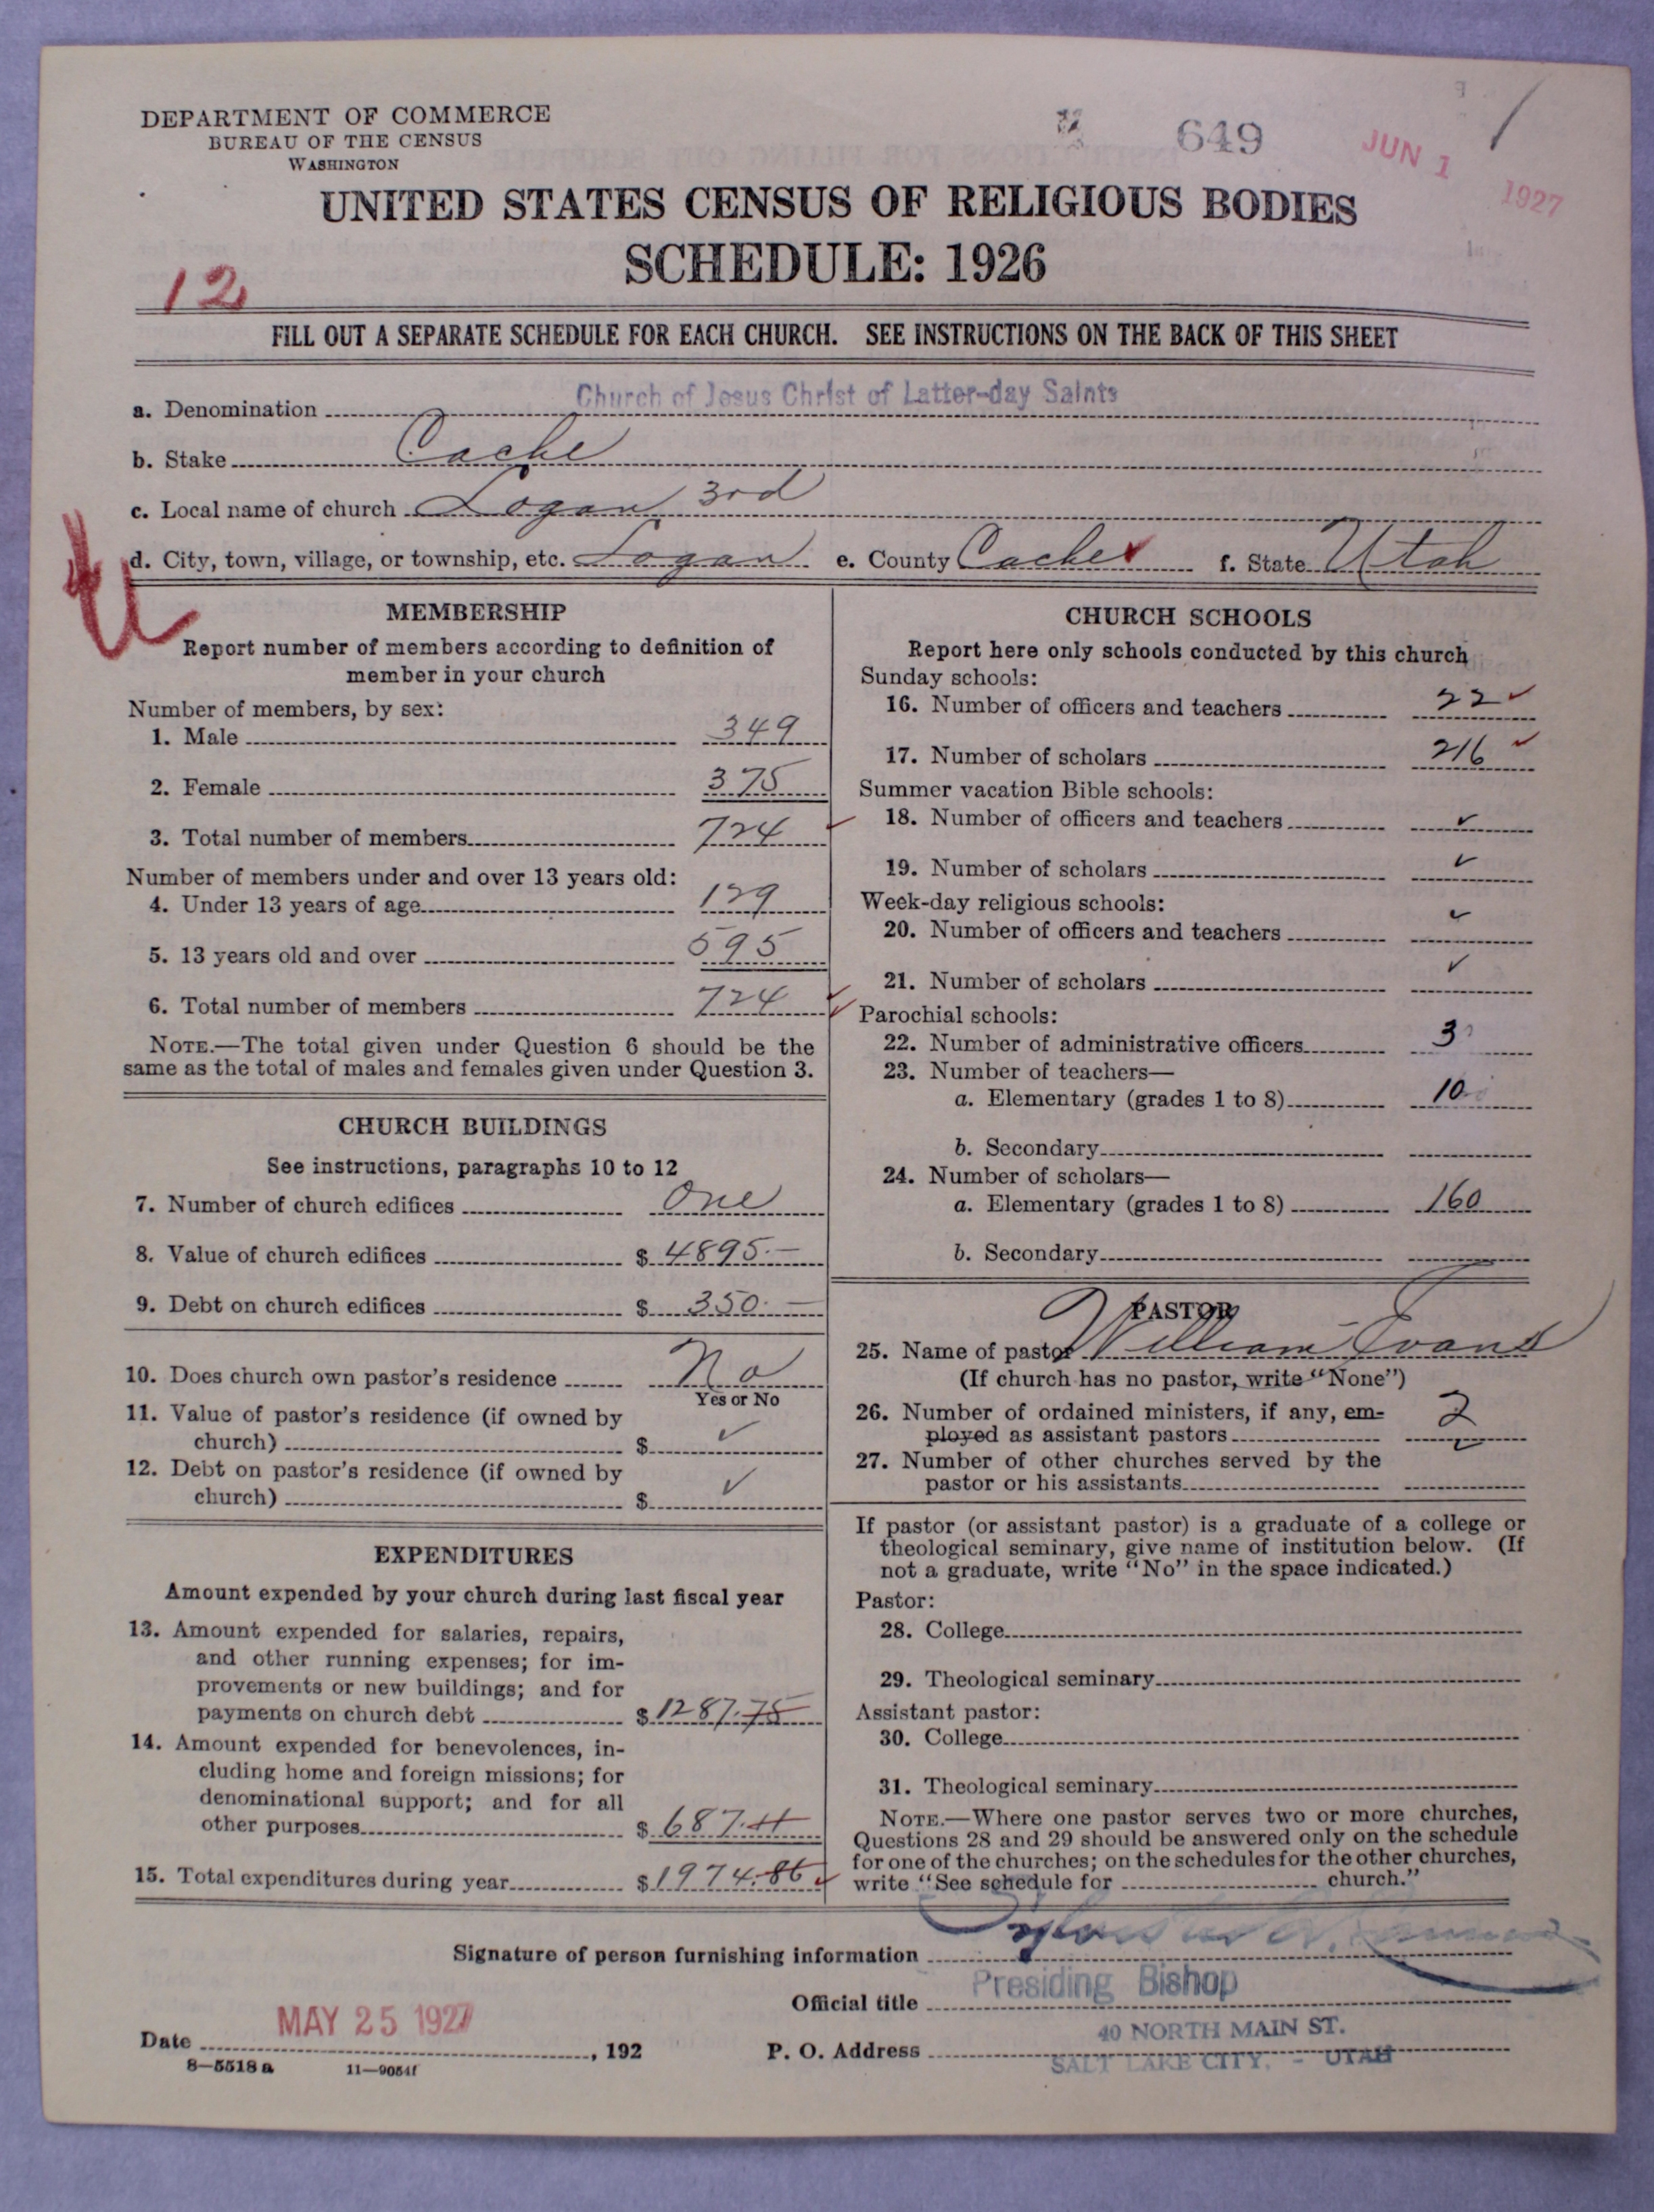 DEPARTMENT OF COMMERCE
BUREAU OF THE CENSUS
WASHINGTON
649
JUN 1 1927
UNITED STATES CENSUS OF RELIGIOUS BODIES
SCHEDULE: 1926
12
FILL OUT A SEPARATE SCHEDULE FOR EACH CHURCH. SEE INSTRUCTIONS ON THE BACK OF THIS SHEET
a. Denomination Church of Jesus Christ of Latter-day Saints
b. Stake Cache
c. Local name of church Logan 3rd
d. City, town, village, or township, etc. Logan e. County Cache f. State Utah
MEMBERSHIP
Report number of members according to definition of
member in your church
Number of members, by sex:
1. Male 349
2. Female 375
3. Total number of members 724
Number of members under and over 13 years old:
4. Under 13 years of age 129
5. 13 years old and over 595
6. Total number of members 724
NOTE.—The total given under Question 6 should be the
same as the total of males and females given under Question 3.
CHURCH BUILDINGS
See instructions, paragraphs 10 to 12
7. Number of church edifices One
8. Value of church edifices $ 4895.—
9. Debt on church edifices $ 350.—
10. Does church own pastor's residence No
Yes or No
11. Value of pastor's residence (if owned by
church) $ ✓
12. Debt on pastor's residence (if owned by
church) $ ✓
EXPENDITURES
Amount expended by your church during last fiscal year
13. Amount expended for salaries, repairs,
and other running expenses; for im-
provements or new buildings; and for
payments on church debt $ 1287.75
14. Amount expended for benevolences, in-
cluding home and foreign missions; for
denominational support; and for all
other purposes $ 687.11
15. Total expenditures during year $ 1974.86
CHURCH SCHOOLS
Report here only schools conducted by this church
Sunday schools:
16. Number of officers and teachers 22 ✓
17. Number of scholars 216 ✓
Summer vacation Bible schools:
18. Number of officers and teachers ✓
19. Number of scholars ✓
Week-day religious schools:
20. Number of officers and teachers ✓
21. Number of scholars ✓
Parochial schools:
22. Number of administrative officers 3
23. Number of teachers—
a. Elementary (grades 1 to 8) 10
b. Secondary
24. Number of scholars—
a. Elementary (grades 1 to 8) 160
b. Secondary
PASTOR
25. Name of pastor William Evans
(If church has no pastor, write "None")
26. Number of ordained ministers, if any, em-
ployed as assistant pastors 2
27. Number of other churches served by the
pastor or his assistants
If pastor (or assistant pastor) is a graduate of a college or
theological seminary, give name of institution below. (If
not a graduate, write "No" in the space indicated.)
Pastor:
28. College
29. Theological seminary
Assistant pastor:
30. College
31. Theological seminary
NOTE.—Where one pastor serves two or more churches,
Questions 28 and 29 should be answered only on the schedule
for one of the churches; on the schedules for the other churches,
write "See schedule for church."
Signature of person furnishing information
Official title Presiding Bishop
Date MAY 25 1927, 192
P. O. Address 40 NORTH MAIN ST.
SALT LAKE CITY, - UTAH
8—5518 a 11—9054f